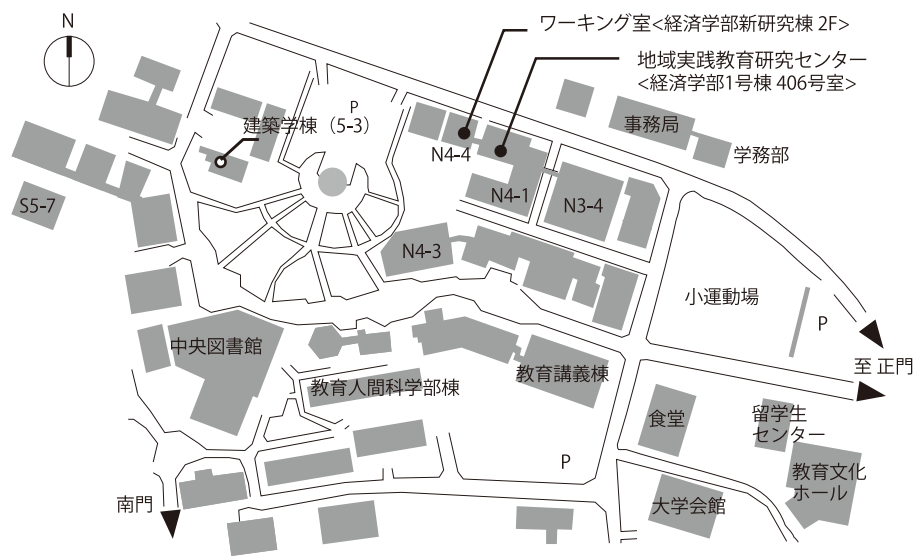 N
ワーキング室<経済学部新研究棟 2F>
地域実践教育研究センター
<経済学部1号棟 406号室>
P
建築学棟（5-3）
事務局
学務部
N4-4
N4-1
N3-4
S5-7
N4-3
小運動場
P
至 正門
中央図書館
教育人間科学部棟
教育講義棟
食堂
留学生
センター
P
教育文化
ホール
大学会館
南門